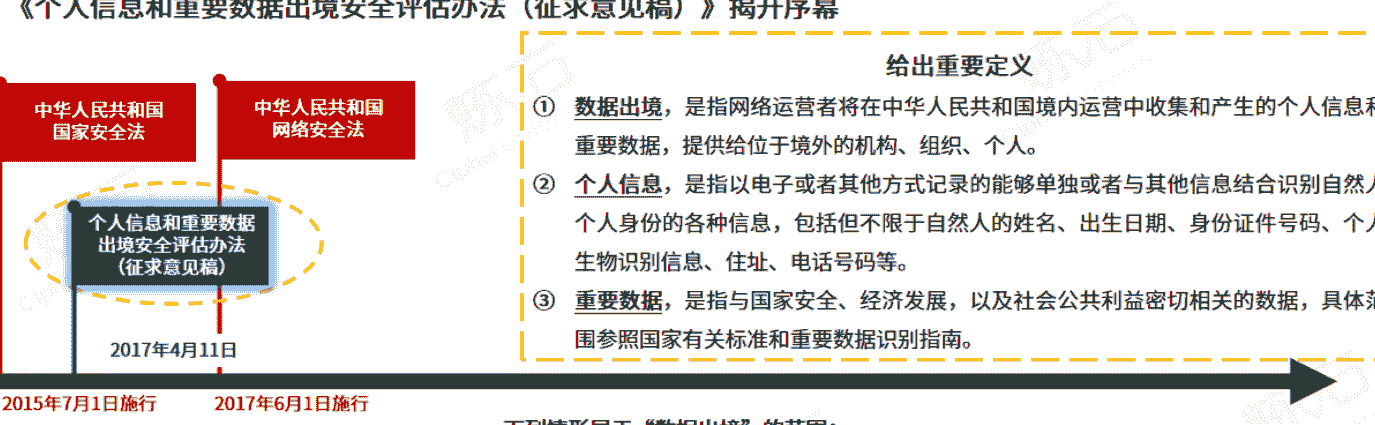 《个人信息和重要数据出境安全评估办法（征求意见稿）》揭开序幕
中华人民共和国
国家安全法
中华人民共和国
网络安全法
个人信息和重要数据
出境安全评估办法
（征求意见稿）
2017年4月11日
2015年7月1日施行
2017年6月1日施行
给出重要定义
① 数据出境，是指网络运营者将在中华人民共和国境内运营中收集和产生的个人信息和
重要数据，提供给位于境外的机构、组织、个人。
② 个人信息，是指以电子或者其他方式记录的能够单独或者与其他信息结合识别自然人
个人身份的各种信息，包括但不限于自然人的姓名、出生日期、身份证件号码、个人
生物识别信息、住址、电话号码等。
③ 重要数据，是指与国家安全、经济发展，以及社会公共利益密切相关的数据，具体范
围参照国家有关标准和重要数据识别指南。
下列情形属于“数据出境”的范围：